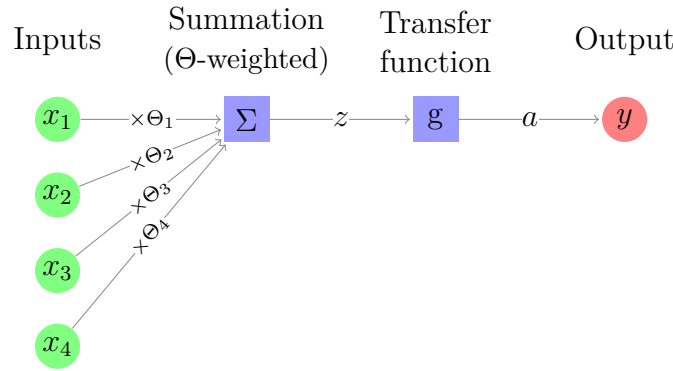 Inputs
Summation
(Θ-weighted)
Transfer
function
Output
x₁
×Θ₁
Σ
z
g
a
y
x₂
×Θ₂
x₃
×Θ₃
x₄
×Θ₄